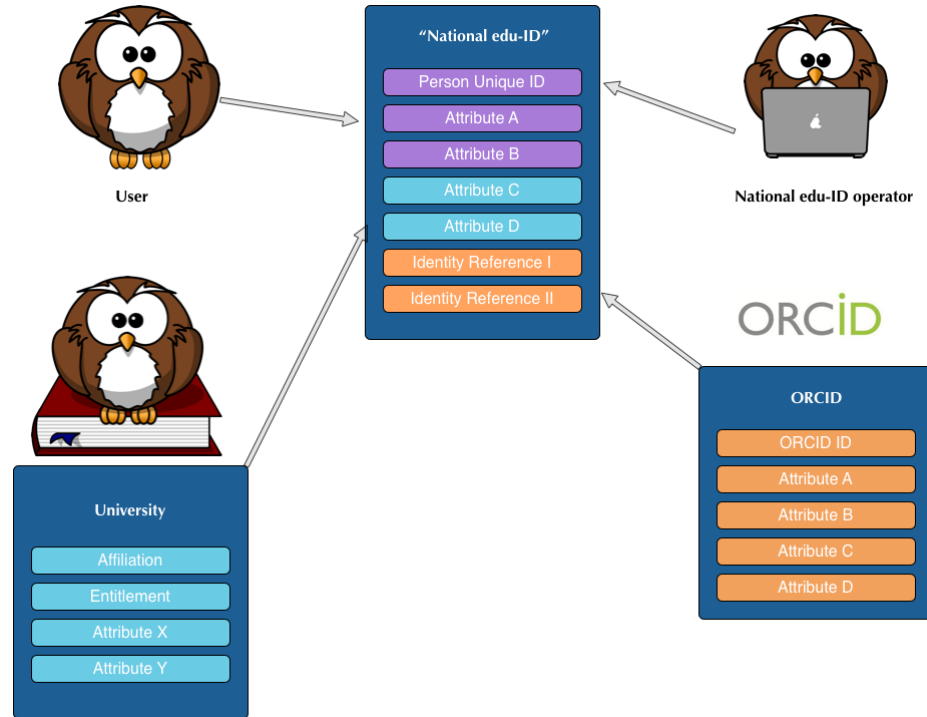 “National edu-ID”
Person Unique ID
Attribute A
Attribute B
Attribute C
Attribute D
Identity Reference I
Identity Reference II
User
National edu-ID operator
ORCiD
University
Affiliation
Entitlement
Attribute X
Attribute Y
ORCID
ORCID ID
Attribute A
Attribute B
Attribute C
Attribute D